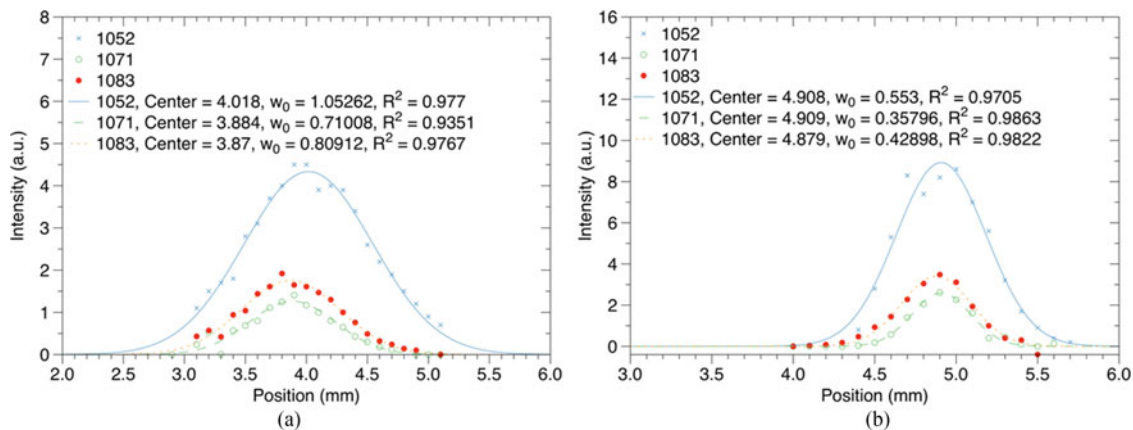 8
7
6
5
4
3
2
1
0
Intensity (a.u.)
1052
1071
1083
1052, Center = 4.018, w0 = 1.05262, R2 = 0.977
1071, Center = 3.884, w0 = 0.71008, R2 = 0.9351
1083, Center = 3.87, w0 = 0.80912, R2 = 0.9767
2.0 2.5 3.0 3.5 4.0 4.5 5.0 5.5 6.0
Position (mm)
(a)
16
14
12
10
8
6
4
2
0
Intensity (a.u.)
1052
1071
1083
1052, Center = 4.908, w0 = 0.553, R2 = 0.9705
1071, Center = 4.909, w0 = 0.35796, R2 = 0.9863
1083, Center = 4.879, w0 = 0.42898, R2 = 0.9822
3.0 3.5 4.0 4.5 5.0 5.5 6.0
Position (mm)
(b)